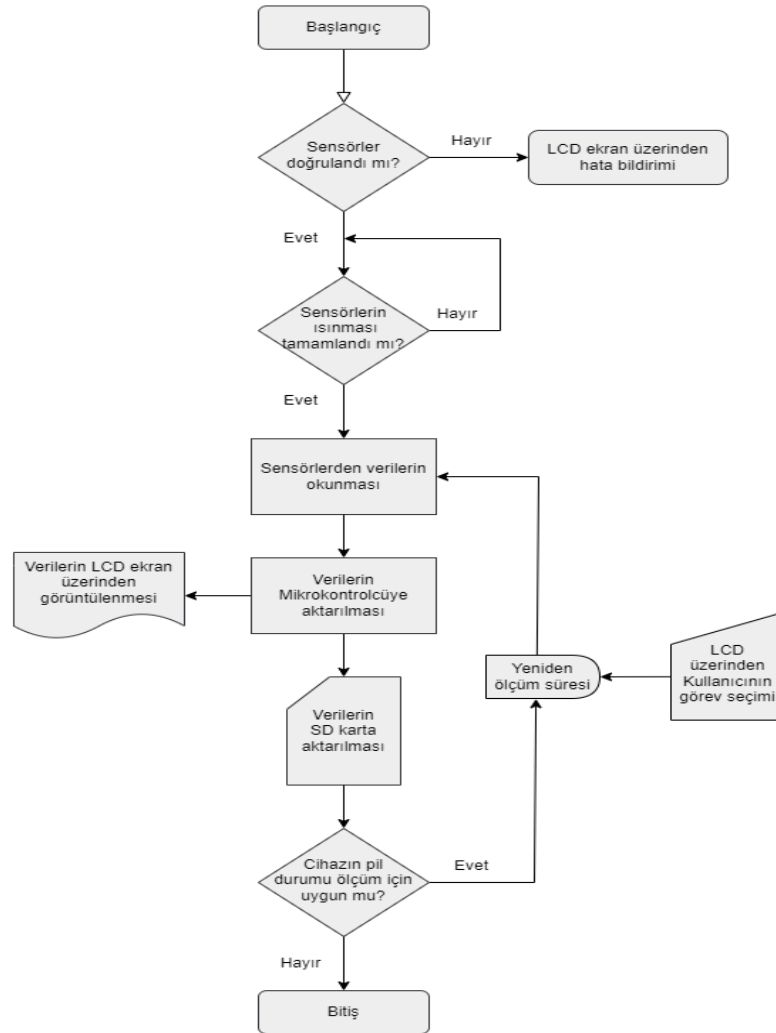 Başlangıç
Sensörler
doğrulandı mı?
Hayır
LCD ekran üzerinden
hata bildirimi
Evet
Sensörlerin
ısınması
tamamlandı mı?
Hayır
Evet
Sensörlerden verilerin
okunması
Verilerin LCD ekran
üzerinden
görüntülenmesi
Verilerin
Mikrokontrolcüye
aktarılması
Yeniden
ölçüm süresi
LCD
üzerinden
Kullanıcının
görev seçimi
Verilerin
SD karta
aktarılması
Cihazın pil
durumu ölçüm için
uygun mu?
Evet
Hayır
Bitiş